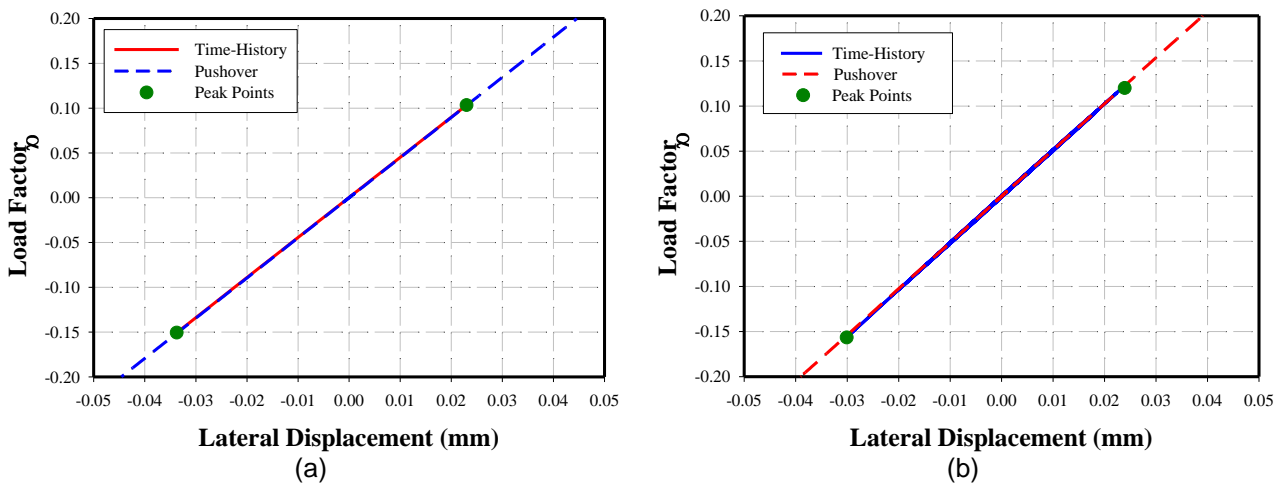 0.20
0.15
0.10
0.05
0.00
-0.05
-0.10
-0.15
-0.20
Load Factor, α
Time-History
Pushover
Peak Points
-0.05 -0.04 -0.03 -0.02 -0.01 0.00 0.01 0.02 0.03 0.04 0.05
Lateral Displacement (mm)
(a)
0.20
0.15
0.10
0.05
0.00
-0.05
-0.10
-0.15
-0.20
Load Factor, α
Time-History
Pushover
Peak Points
-0.05 -0.04 -0.03 -0.02 -0.01 0.00 0.01 0.02 0.03 0.04 0.05
Lateral Displacement (mm)
(b)